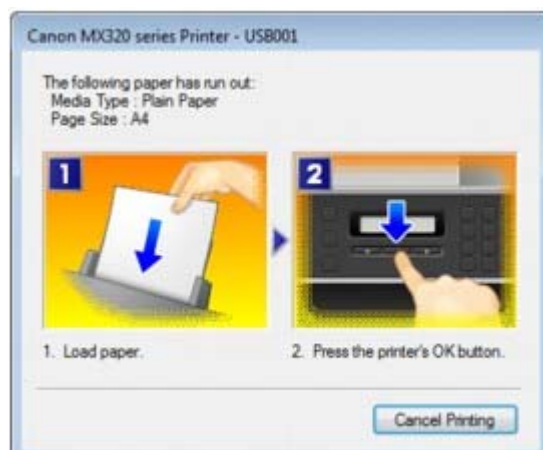 Canon MX320 series Printer - USB001
The following paper has run out:
Media Type : Plain Paper
Page Size : A4
1
2
1. Load paper.
2. Press the printer's OK button.
Cancel Printing